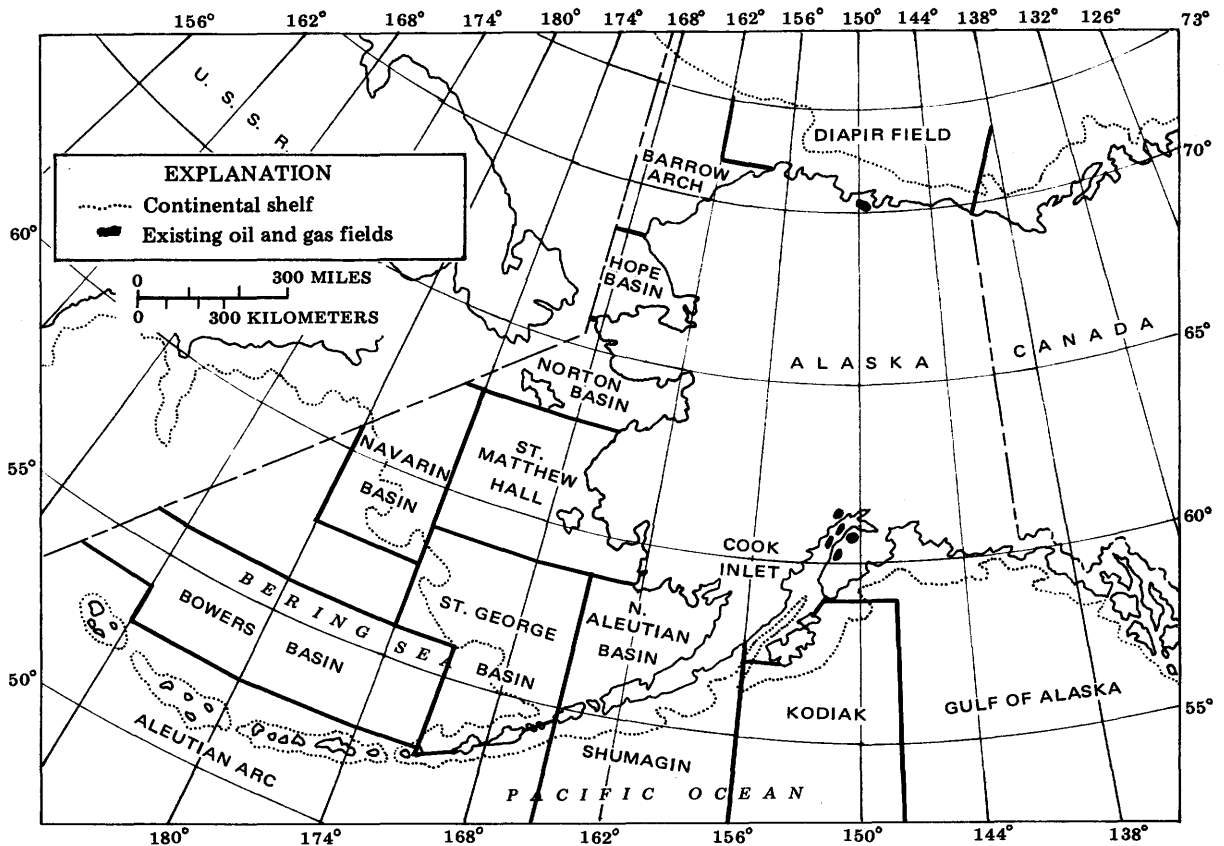 156° 162° 168° 174° 180° 174° 168° 162° 156° 150° 144° 138° 132° 126° 73°
U. S. S. R.
DIAPIR FIELD
70°
BARROW
ARCH
EXPLANATION
Continental shelf
Existing oil and gas fields
60°
0 300 MILES
0 300 KILOMETERS
HOPE
BASIN
ALASKA
CANADA
65°
NORTON
BASIN
NAVARIN
BASIN
ST.
MATTHEW
HALL
55°
60°
COOK
INLET
BERING SEA
BOWERS
BASIN
ST. GEORGE
BASIN
N.
ALEUTIAN
BASIN
50°
KODIAK
GULF OF ALASKA
55°
ALEUTIAN ARC
SHUMAGIN
PACIFIC OCEAN
180° 174° 168° 162° 156° 150° 144° 138°